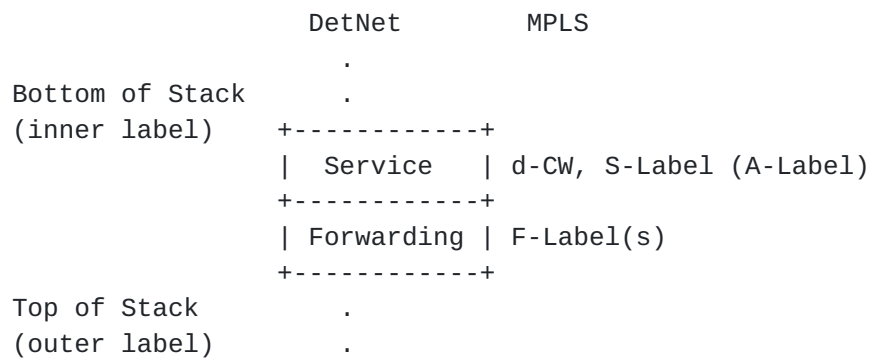 DetNet        MPLS
                   .
Bottom of Stack    .
(inner label)  +------------+
               |  Service   | d-CW, S-Label (A-Label)
               +------------+
               | Forwarding | F-Label(s)
               +------------+
Top of Stack       .
(outer label)      .